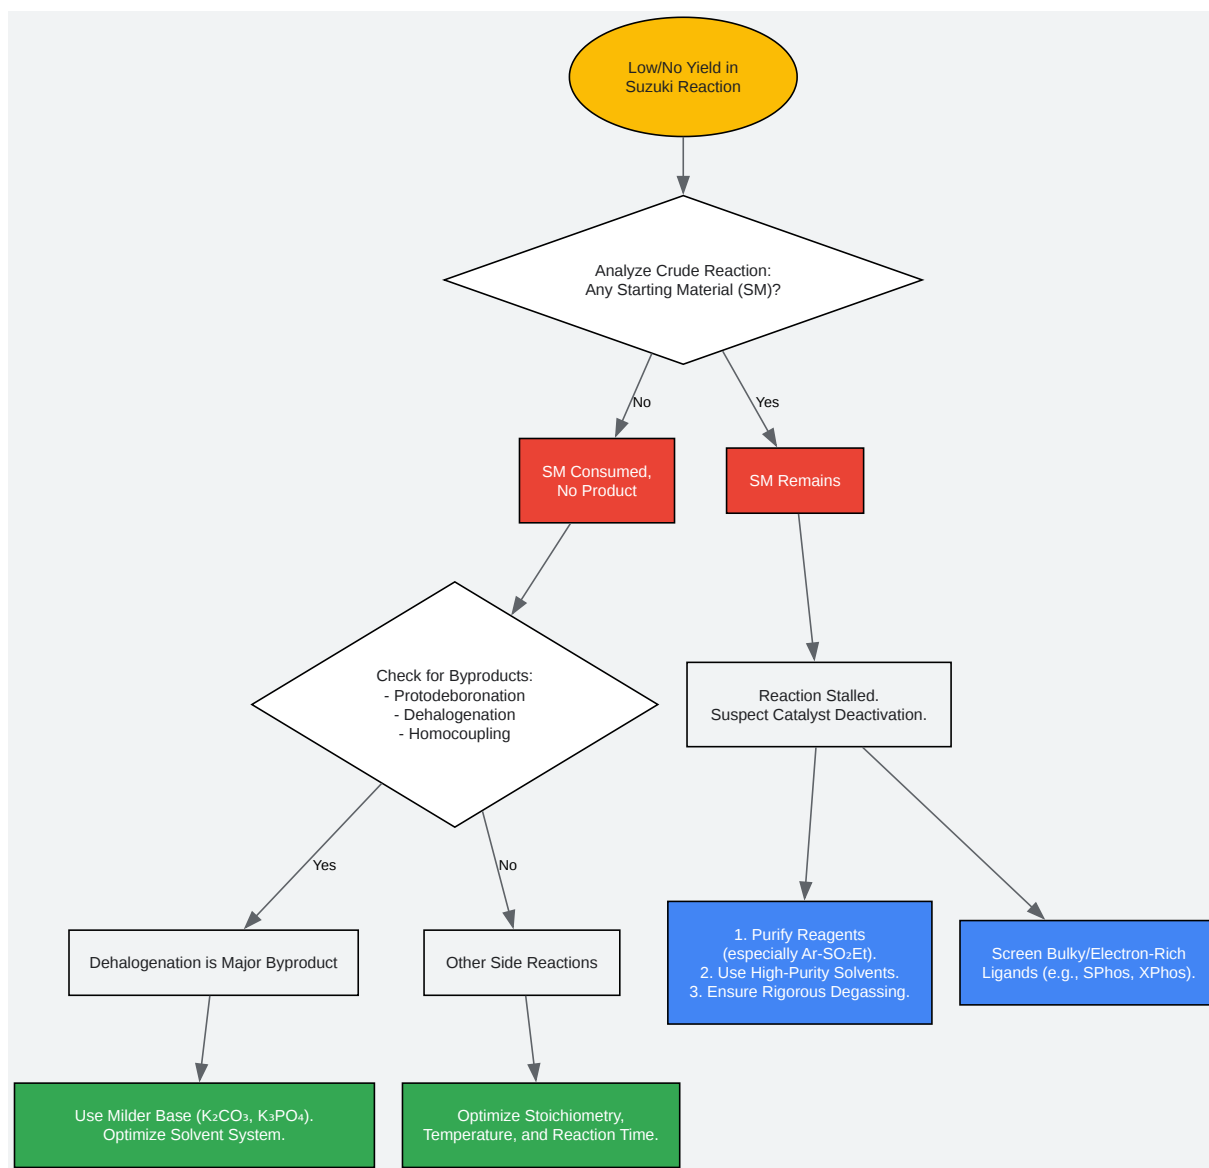 Low/No Yield in
Suzuki Reaction
Analyze Crude Reaction:
Any Starting Material (SM)?
No
Yes
SM Consumed,
No Product
SM Remains
Check for Byproducts:
- Protodeboronation
- Dehalogenation
- Homocoupling
Reaction Stalled.
Suspect Catalyst Deactivation.
Yes
No
Dehalogenation is Major Byproduct
Other Side Reactions
1. Purify Reagents
(especially Ar-SO₂Et).
2. Use High-Purity Solvents.
3. Ensure Rigorous Degassing.
Screen Bulky/Electron-Rich
Ligands (e.g., SPhos, XPhos).
Use Milder Base (K₂CO₃, K₃PO₄).
Optimize Solvent System.
Optimize Stoichiometry,
Temperature, and Reaction Time.